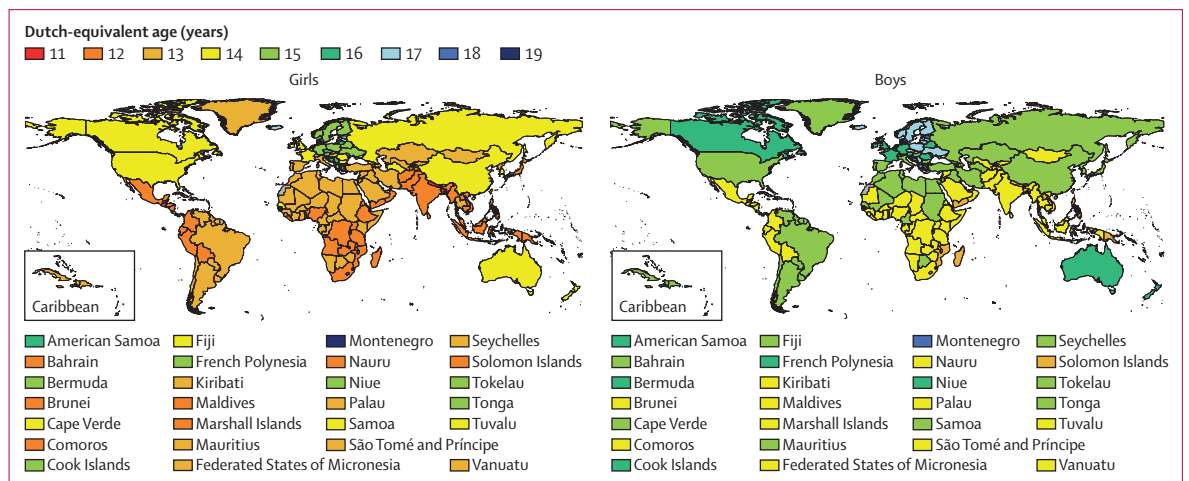 Dutch-equivalent age (years)
11 12 13 14 15 16 17 18 19
Girls Boys
Caribbean Caribbean
American Samoa Fiji Montenegro Seychelles American Samoa Fiji Montenegro Seychelles
Bahrain French Polynesia Nauru Solomon Islands Bahrain French Polynesia Nauru Solomon Islands
Bermuda Kiribati Niue Tokelau Bermuda Kiribati Niue Tokelau
Brunei Maldives Palau Tonga Brunei Maldives Palau Tonga
Cape Verde Marshall Islands Samoa Tuvalu Cape Verde Marshall Islands Samoa Tuvalu
Comoros Mauritius São Tomé and Príncipe Comoros Mauritius São Tomé and Príncipe
Cook Islands Federated States of Micronesia Vanuatu Cook Islands Federated States of Micronesia Vanuatu